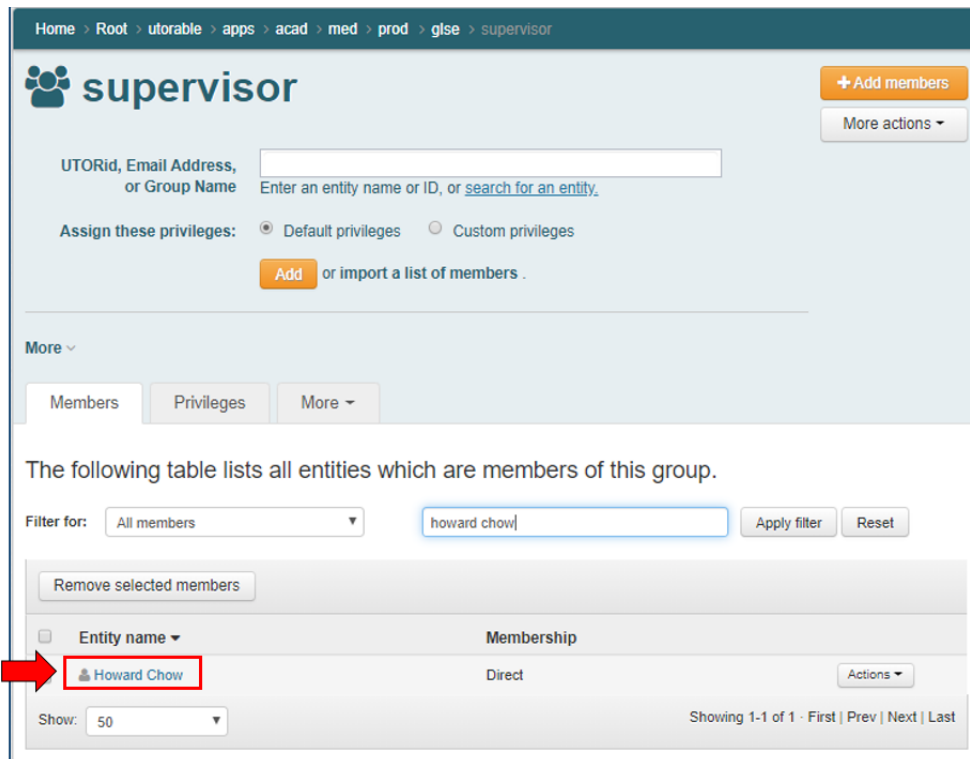 Home > Root > utorable > apps > acad > med > prod > glse > supervisor
supervisor
+ Add members
More actions
UTORid, Email Address,
or Group Name
Enter an entity name or ID, or search for an entity.
Assign these privileges: Default privileges Custom privileges
Add or import a list of members .
More
Members Privileges More
The following table lists all entities which are members of this group.
Filter for: All members howard chow Apply filter Reset
Remove selected members
Entity name Membership
Howard Chow Direct Actions
Show: 50 Showing 1-1 of 1 · First | Prev | Next | Last